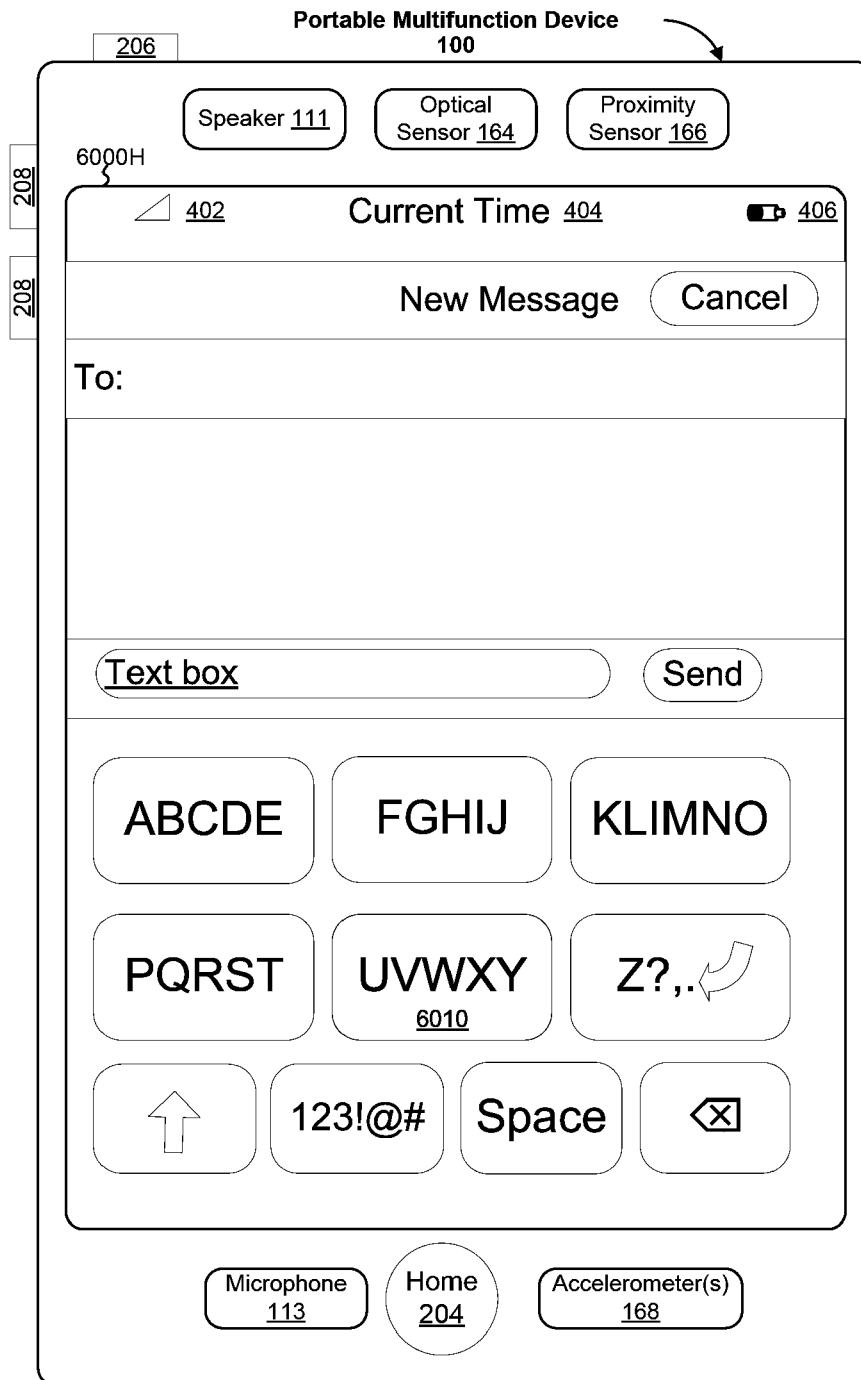 Portable Multifunction Device
100
206
Speaker 111
Optical
Sensor 164
Proximity
Sensor 166
6000H
208
208
402
Current Time 404
406
New Message
Cancel
To:
Text box
Send
ABCDE
FGHIJ
KLIMNO
PQRST
UVWXY
6010
Z?,.
123!@#
Space
Microphone
113
Home
204
Accelerometer(s)
168